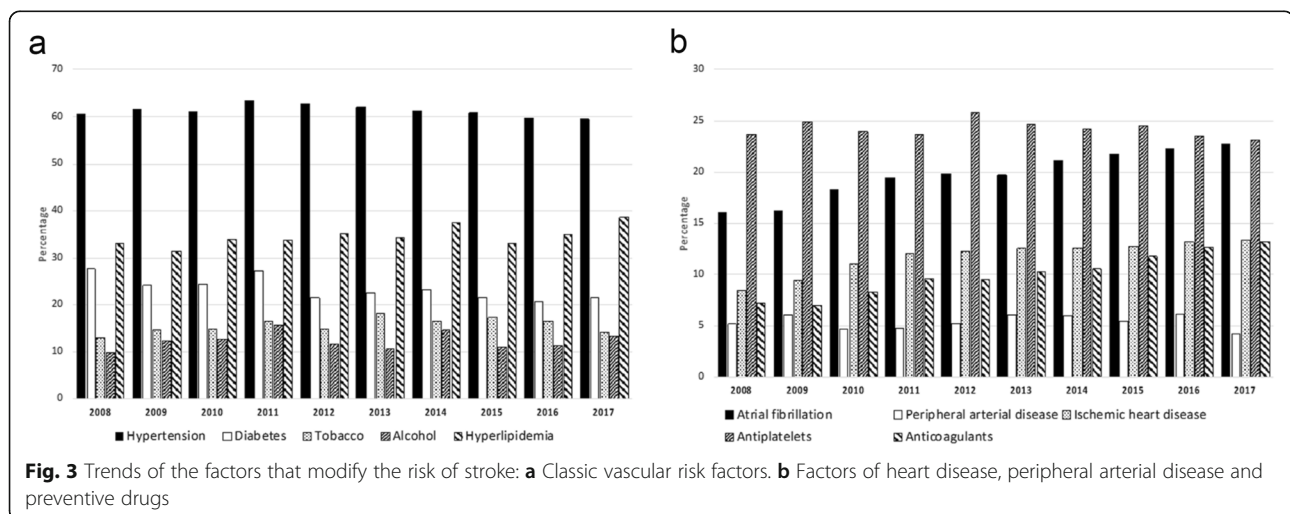 a
b
70
60
50
40
30
20
10
0
Percentage
2008 2009 2010 2011 2012 2013 2014 2015 2016 2017
Hypertension Diabetes Tobacco Alcohol Hyperlipidemia
30
25
20
15
10
5
0
Percentage
2008 2009 2010 2011 2012 2013 2014 2015 2016 2017
Atrial fibrillation Peripheral arterial disease Ischemic heart disease
Antiplatelets Anticoagulants
Fig. 3 Trends of the factors that modify the risk of stroke: a Classic vascular risk factors. b Factors of heart disease, peripheral arterial disease and
preventive drugs